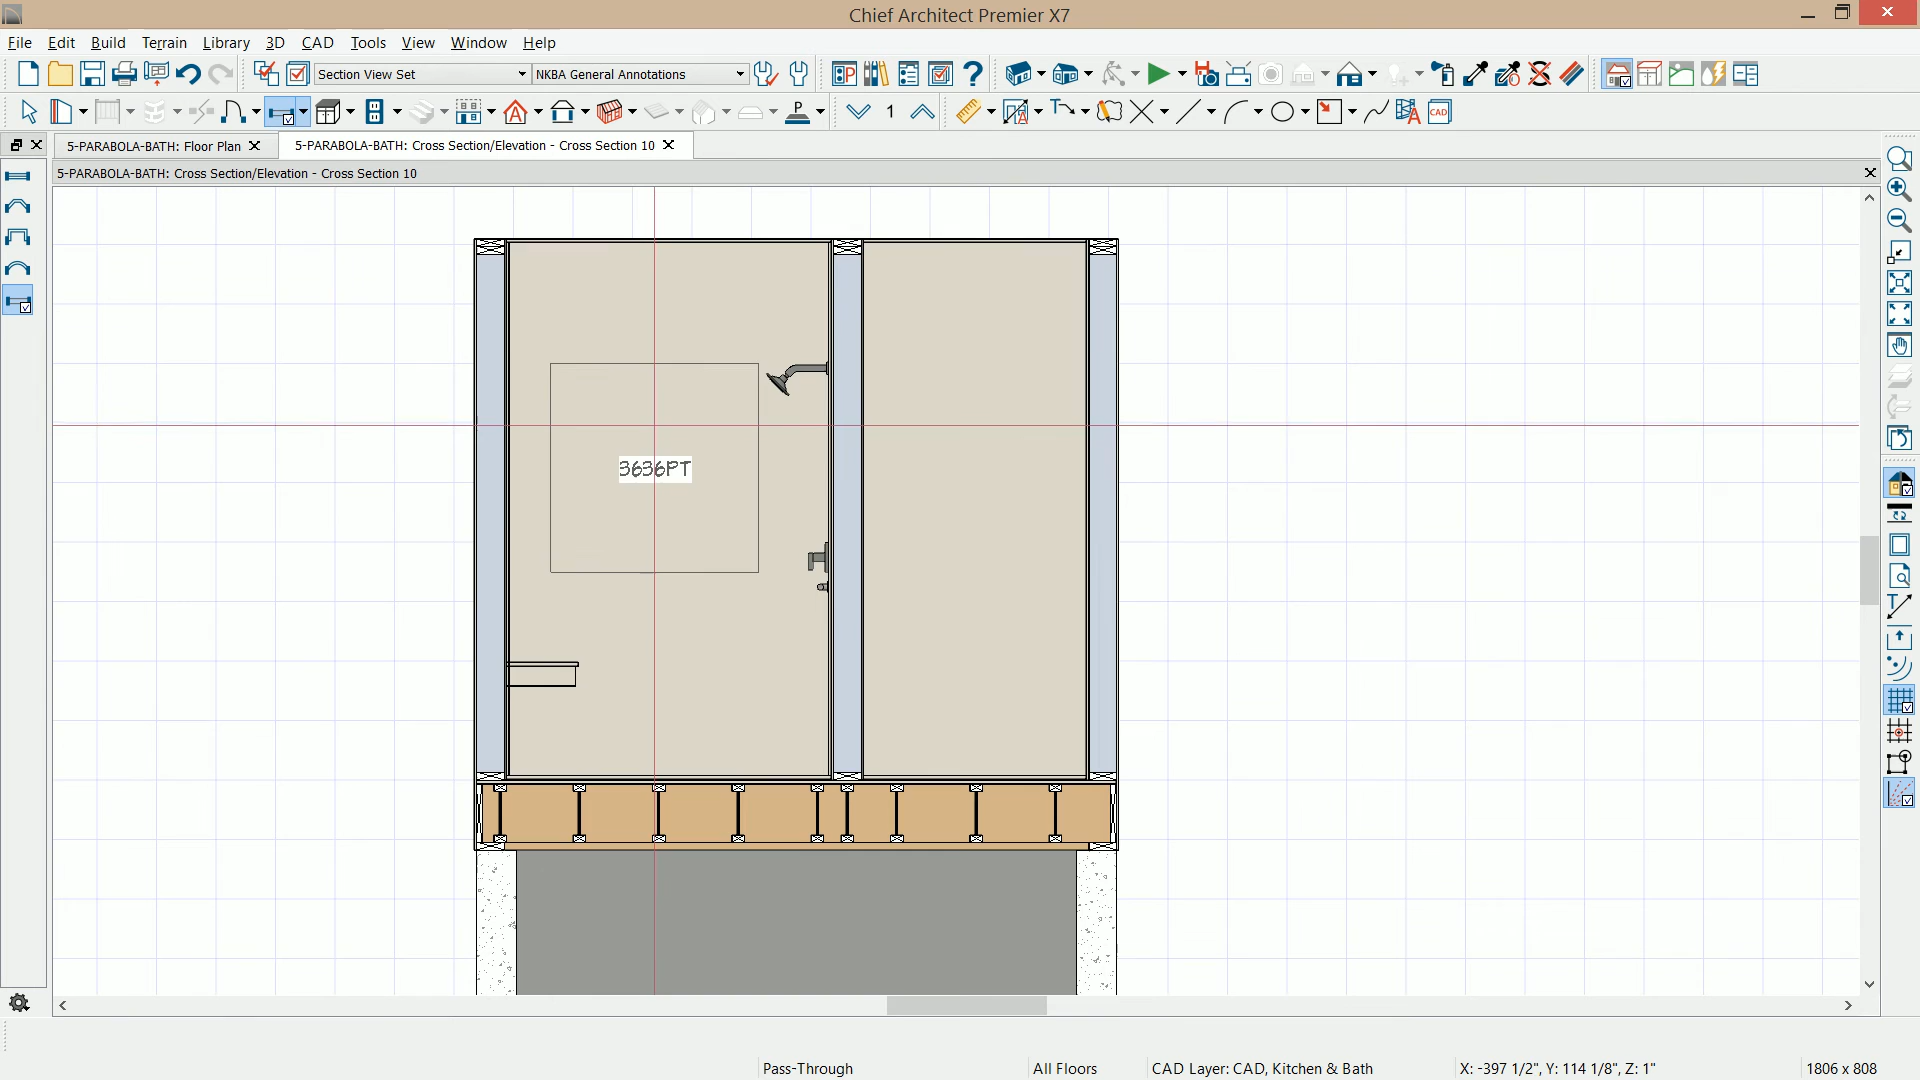 Chief Architect Premier X7
File Edit Build Terrain Library 3D CAD Tools View Window Help
Section View Set NKBA General Annotations
1
5-PARABOLA-BATH: Floor Plan 5-PARABOLA-BATH: Cross Section/Elevation - Cross Section 10
5-PARABOLA-BATH: Cross Section/Elevation - Cross Section 10
3636PT
Pass-Through All Floors CAD Layer: CAD, Kitchen & Bath X: -397 1/2", Y: 114 1/8", Z: 1" 1806 x 808